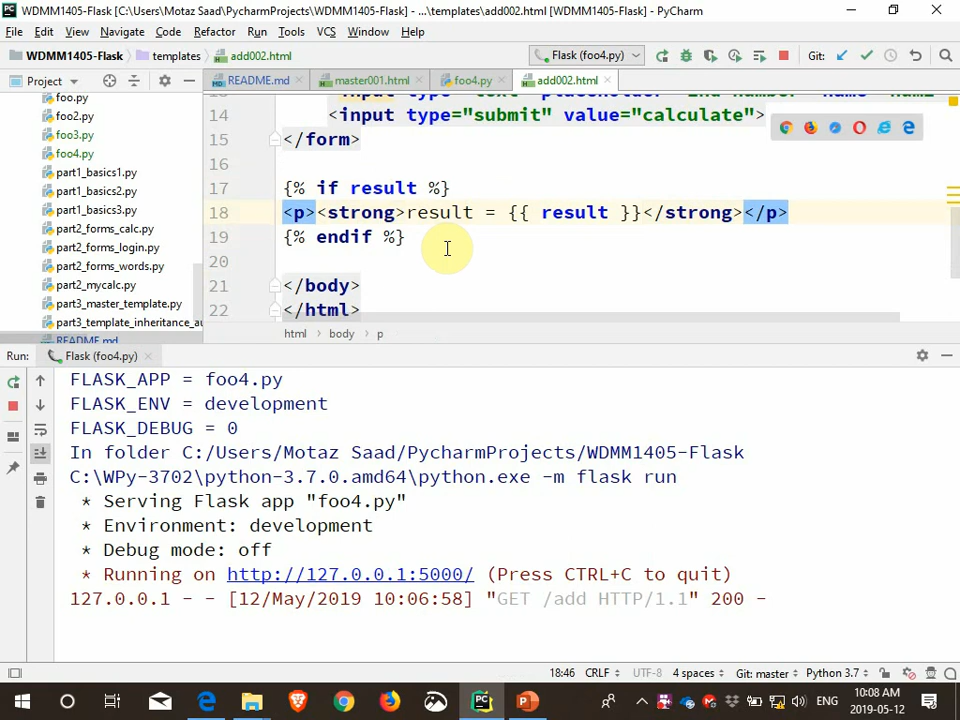 WDMM1405-Flask [C:\Users\Motaz Saad\PycharmProjects\WDMM1405-Flask] - ...\templates\add002.html [WDMM1405-Flask] - PyCharm
File Edit View Navigate Code Refactor Run Tools VCS Window Help
WDMM1405-Flask templates add002.html Flask (foo4.py) Git:
Project README.md master001.html foo4.py add002.html
foo.py
foo2.py
foo3.py
foo4.py
part1_basics1.py
part1_basics2.py
part1_basics3.py
part2_forms_calc.py
part2_forms_login.py
part2_forms_words.py
part2_mycalc.py
part3_master_template.py
part3_template_inheritance_au
README.md
14 <input type="submit" value="calculate">
15 </form>
16
17 {% if result %}
18 <p><strong>result = {{ result }}</strong></p>
19 {% endif %}
20
21 </body>
22 </html>
html body p
Run: Flask (foo4.py)
FLASK_APP = foo4.py
FLASK_ENV = development
FLASK_DEBUG = 0
In folder C:/Users/Motaz Saad/PycharmProjects/WDMM1405-Flask
C:\WPy-3702\python-3.7.0.amd64\python.exe -m flask run
* Serving Flask app "foo4.py"
* Environment: development
* Debug mode: off
* Running on http://127.0.0.1:5000/ (Press CTRL+C to quit)
127.0.0.1 - - [12/May/2019 10:06:58] "GET /add HTTP/1.1" 200 -
18:46 CRLF UTF-8 4 spaces Git: master Python 3.7
ENG 10:08 AM
2019-05-12